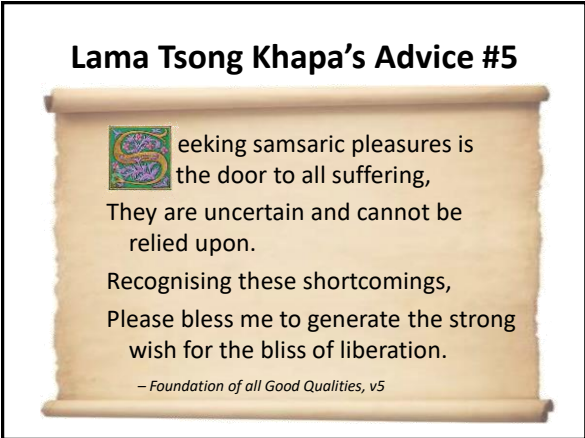 Lama Tsong Khapa’s Advice #5
Seeking samsaric pleasures is
the door to all suffering,
They are uncertain and cannot be
relied upon.
Recognising these shortcomings,
Please bless me to generate the strong
wish for the bliss of liberation.
– Foundation of all Good Qualities, v5